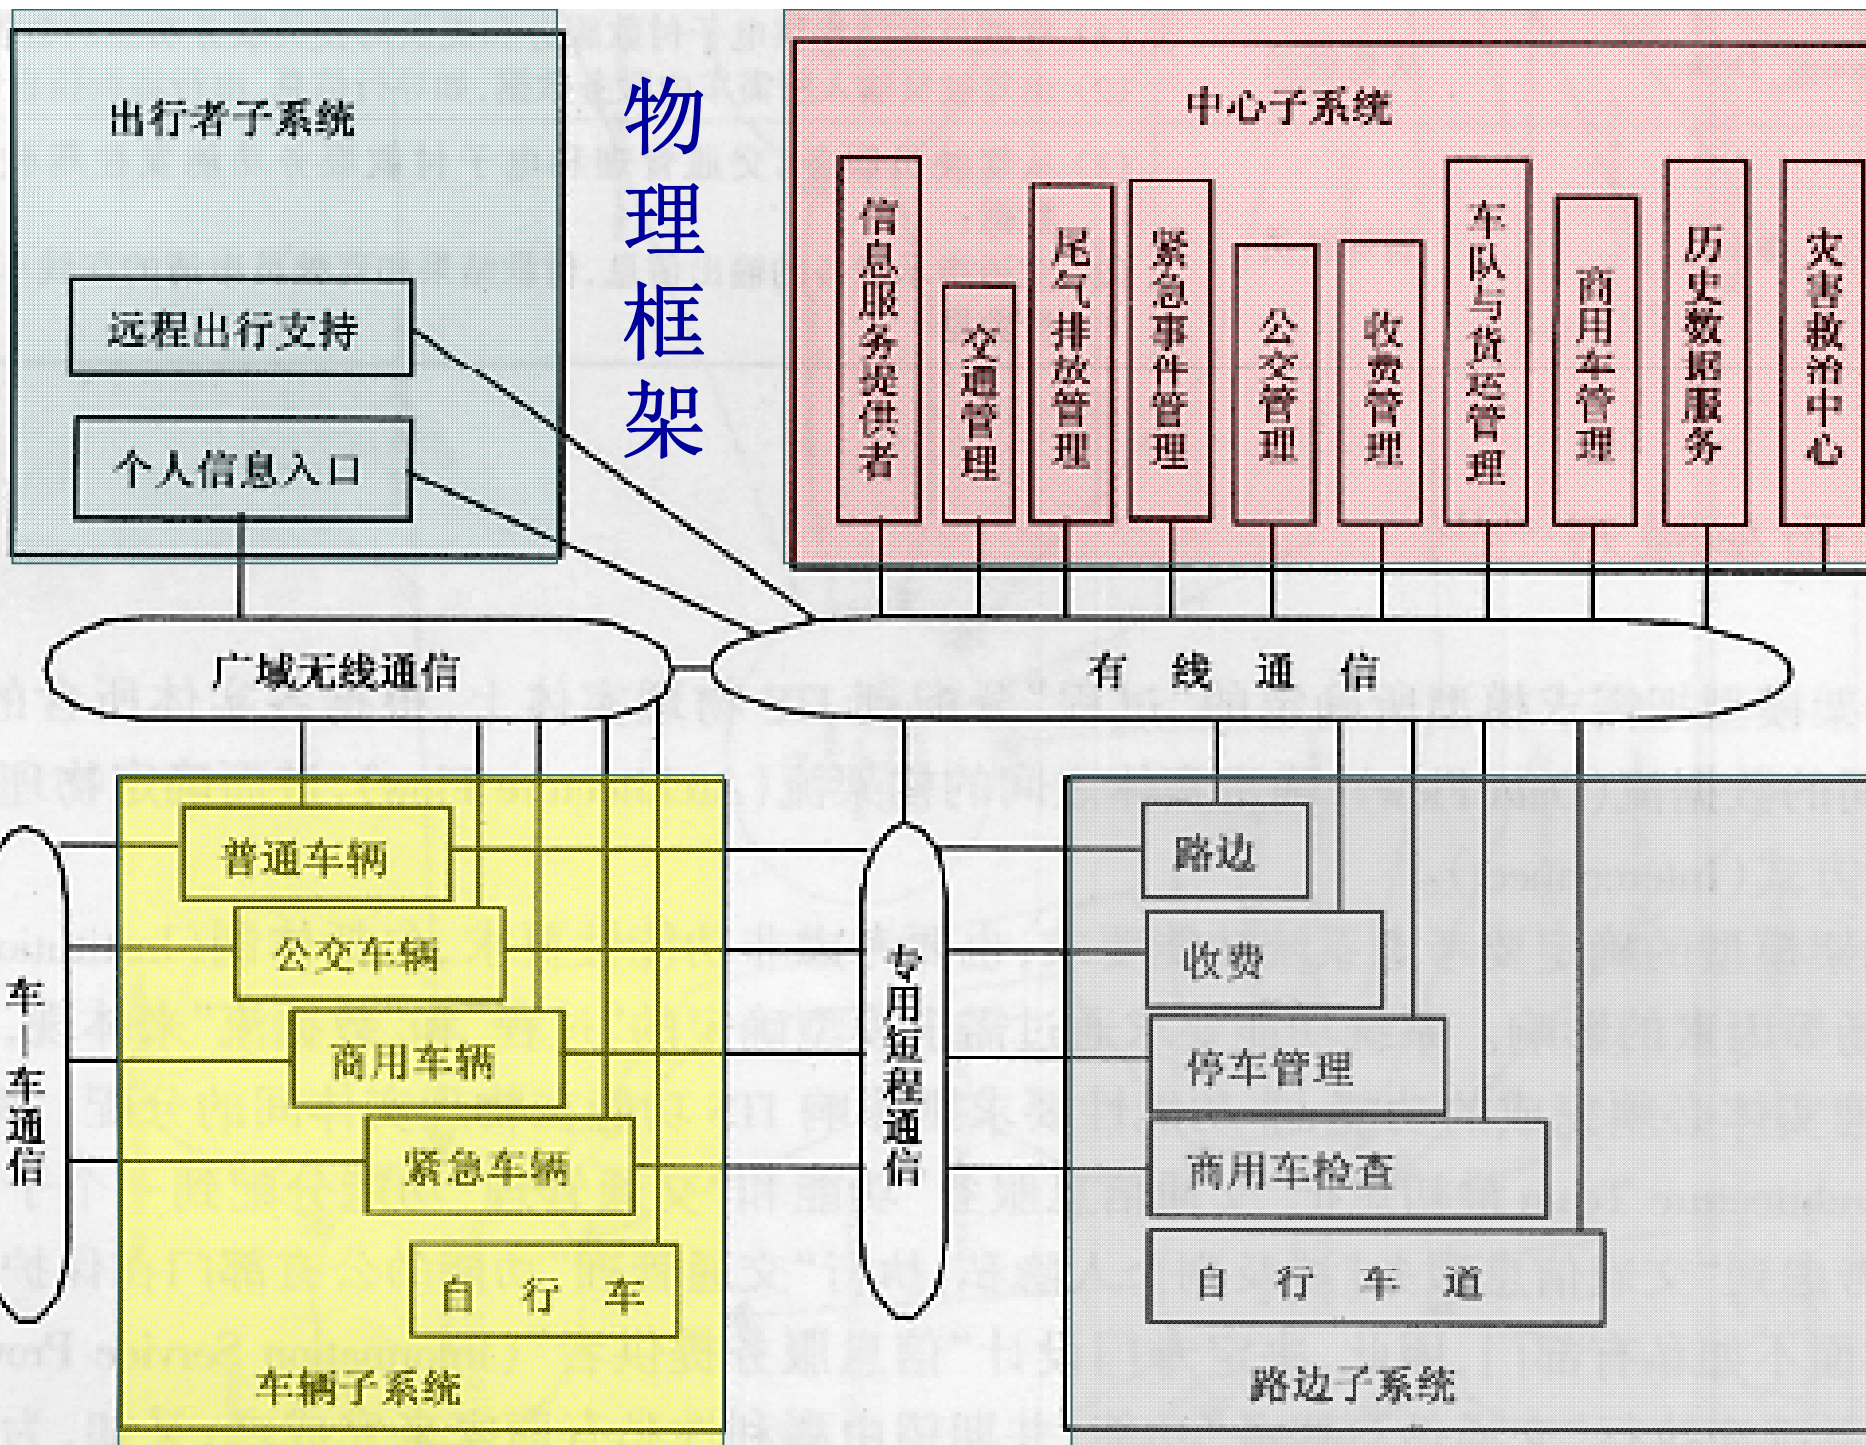 物理框架
出行者子系统
远程出行支持
个人信息入口
中心子系统
信息服务提供者
交通管理
尾气排放管理
紧急事件管理
公交管理
收费管理
车队与货运管理
商用车管理
历史数据服务
灾害救治中心
广域无线通信
有线通信
车—车通信
普通车辆
公交车辆
商用车辆
紧急车辆
自行车
车辆子系统
专用短程通信
路边
收费
停车管理
商用车检查
自行车道
路边子系统